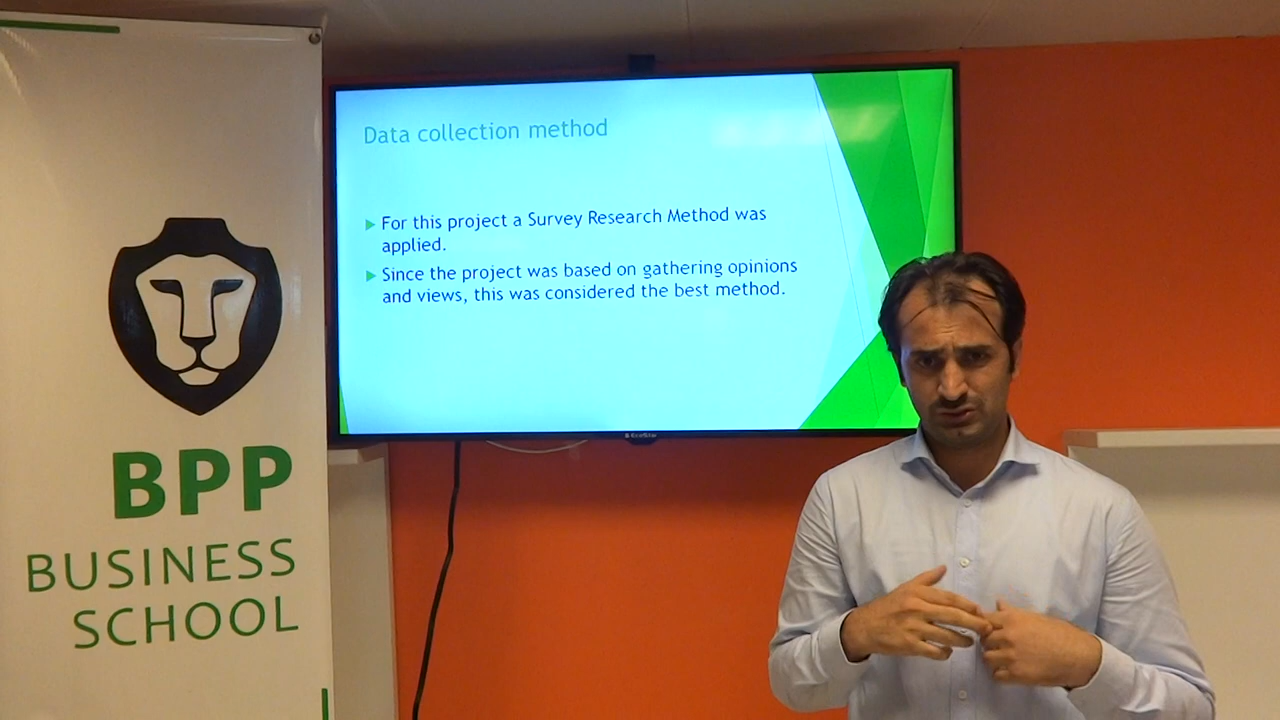 Data collection method
For this project a Survey Research Method was
applied.
Since the project was based on gathering opinions
and views, this was considered the best method.
BPP
BUSINESS
SCHOOL